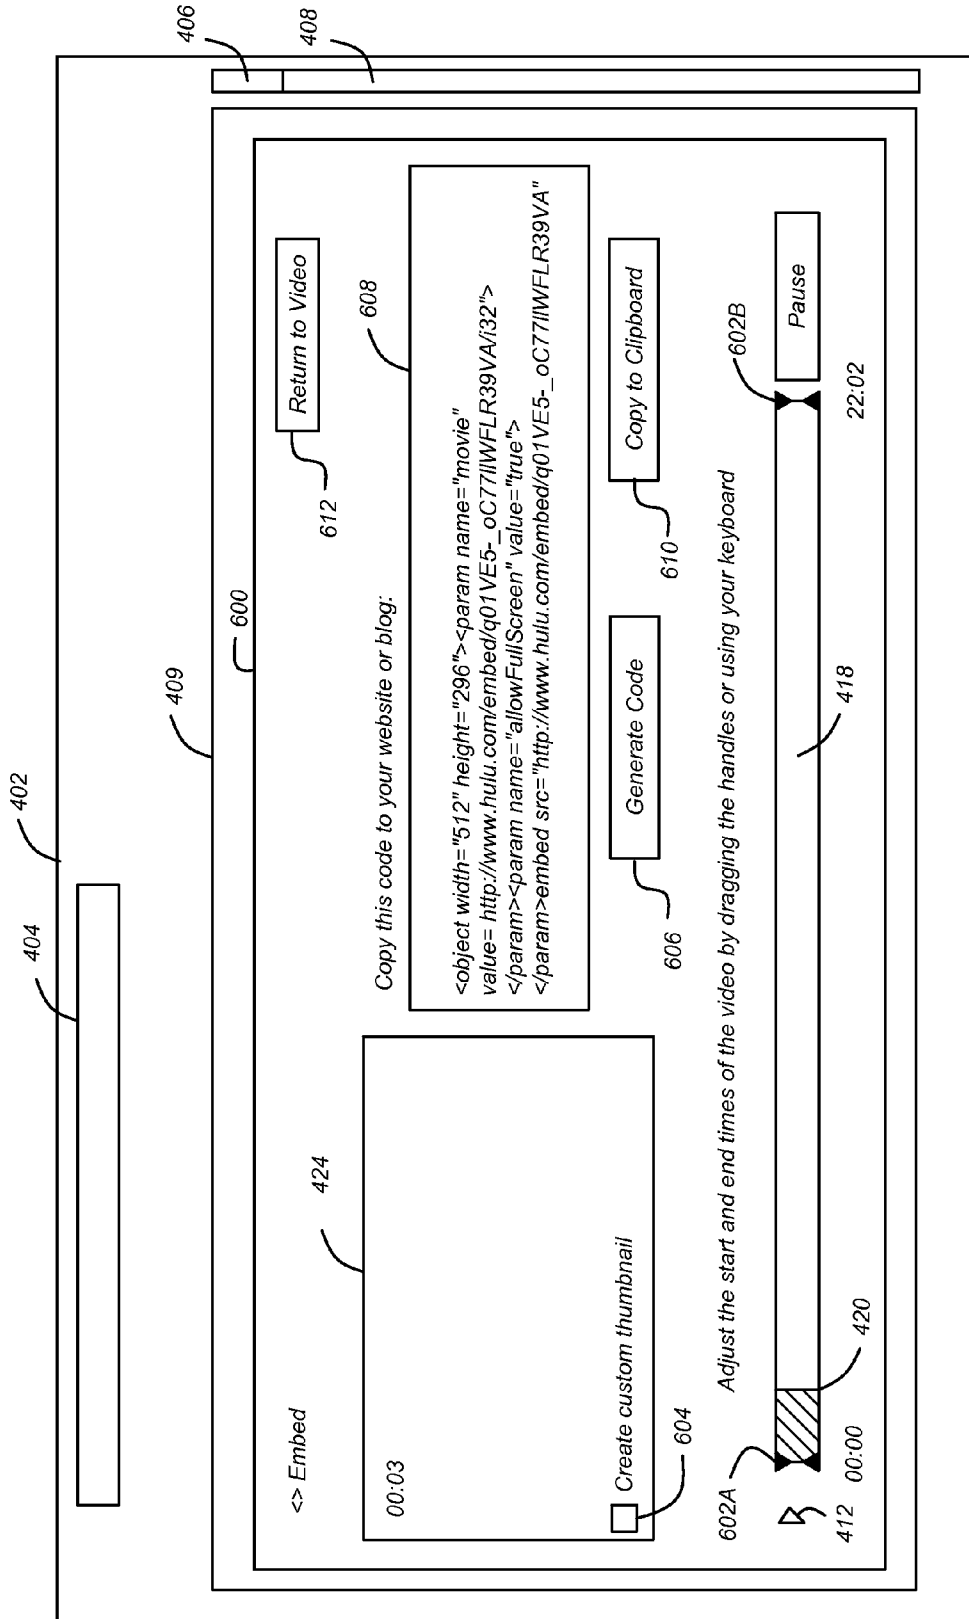 402
404
409
406
408
600
<> Embed
424
00:03
Create custom thumbnail
604
Return to Video
612
Copy this code to your website or blog:
608
<object width="512" height="296"><param name="movie"
value= http://www.hulu.com/embed/q01VE5-_oC77IlWFLR39VA/i32">
</param><param name="allowFullScreen" value="true">
</param>embed src="http://www.hulu.com/embed/q01VE5-_oC77IlWFLR39VA"
Generate Code
606
Copy to Clipboard
610
Adjust the start and end times of the video by dragging the handles or using your keyboard
602A
602B
Pause
412
00:00
420
418
22:02